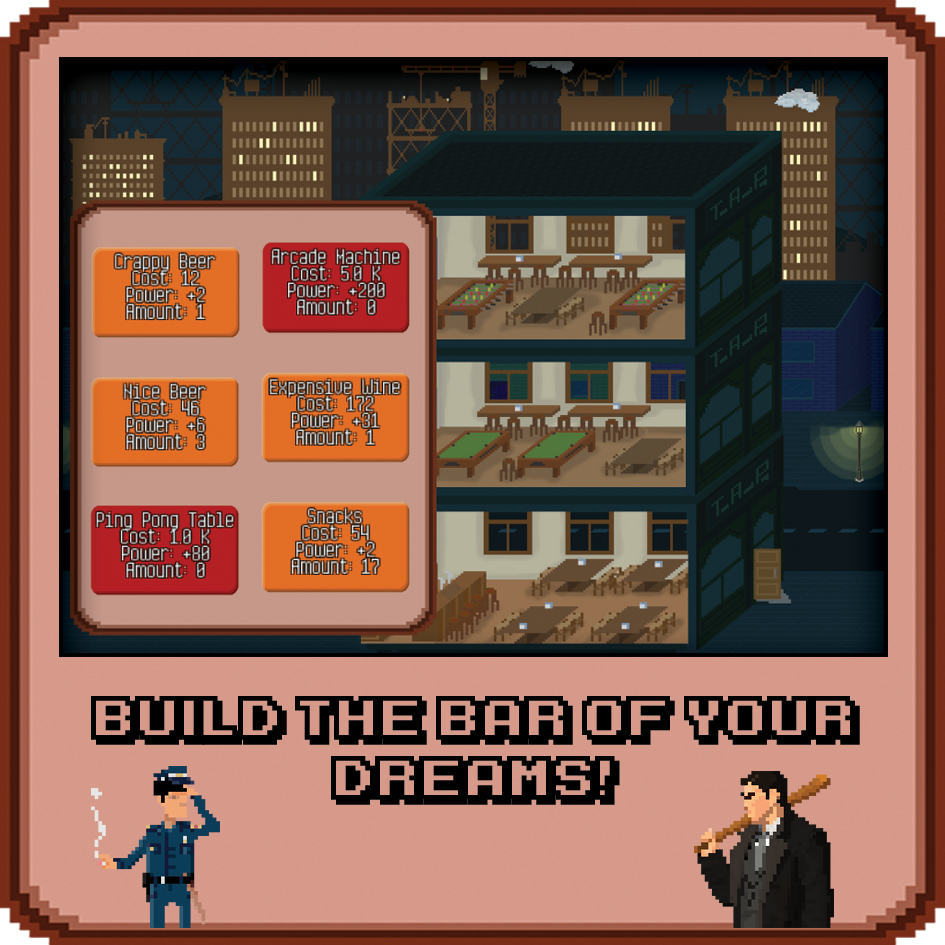 Crappy Beer
Cost: 12
Power: +2
Amount: 1
Arcade Machine
Cost: 5.0 K
Power: +200
Amount: 0
Nice Beer
Cost: 46
Power: +6
Amount: 3
Expensive Wine
Cost: 172
Power: +31
Amount: 1
Ping Pong Table
Cost: 1.0 K
Power: +80
Amount: 0
Snacks
Cost: 54
Power: +2
Amount: 17
BUILD THE BAR OF YOUR
DREAMS!